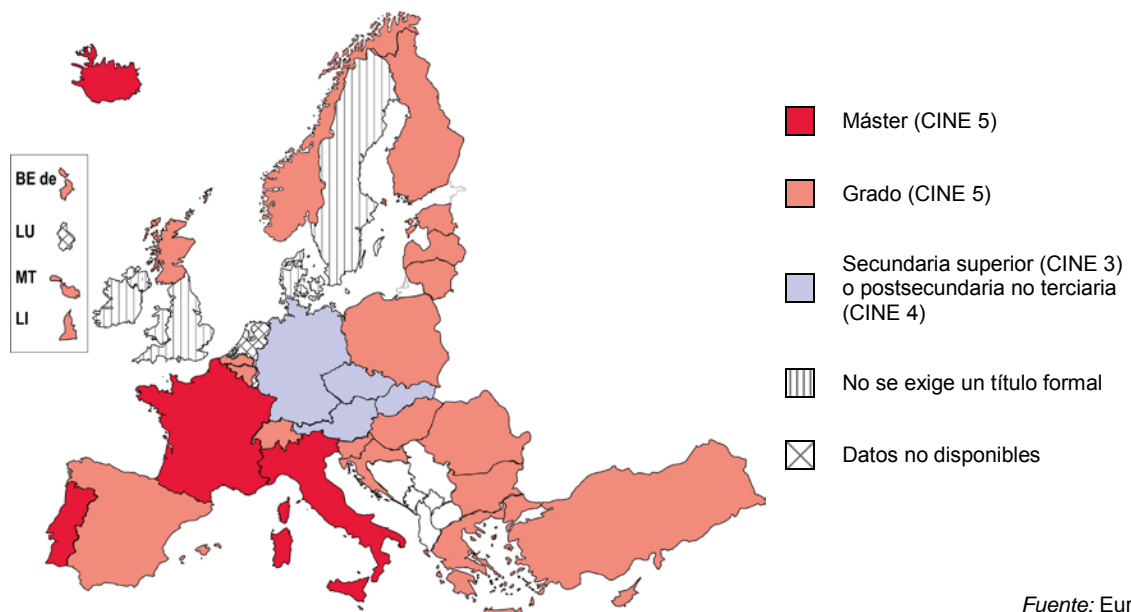 BE de
LU
MT
LI
Máster (CINE 5)
Grado (CINE 5)
Secundaria superior (CINE 3)
o postsecundaria no terciaria
(CINE 4)
No se exige un título formal
Datos no disponibles
Fuente: Eur